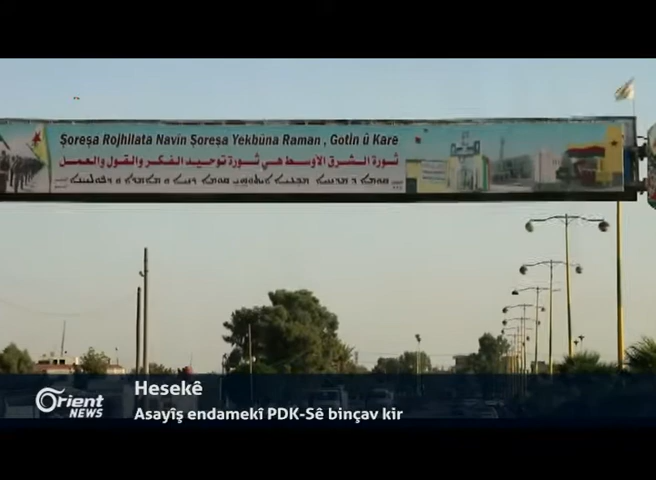 Şoreşa Rojhilata Navîn Şoreşa Yekbûna Raman , Gotin û Kare
ثورة الشرق الأوسط هي ثورة توحيد الفكر والقول والعمل
Orient
NEWS
Hesekê
Asayîş endamekî PDK-Sê binçav kir